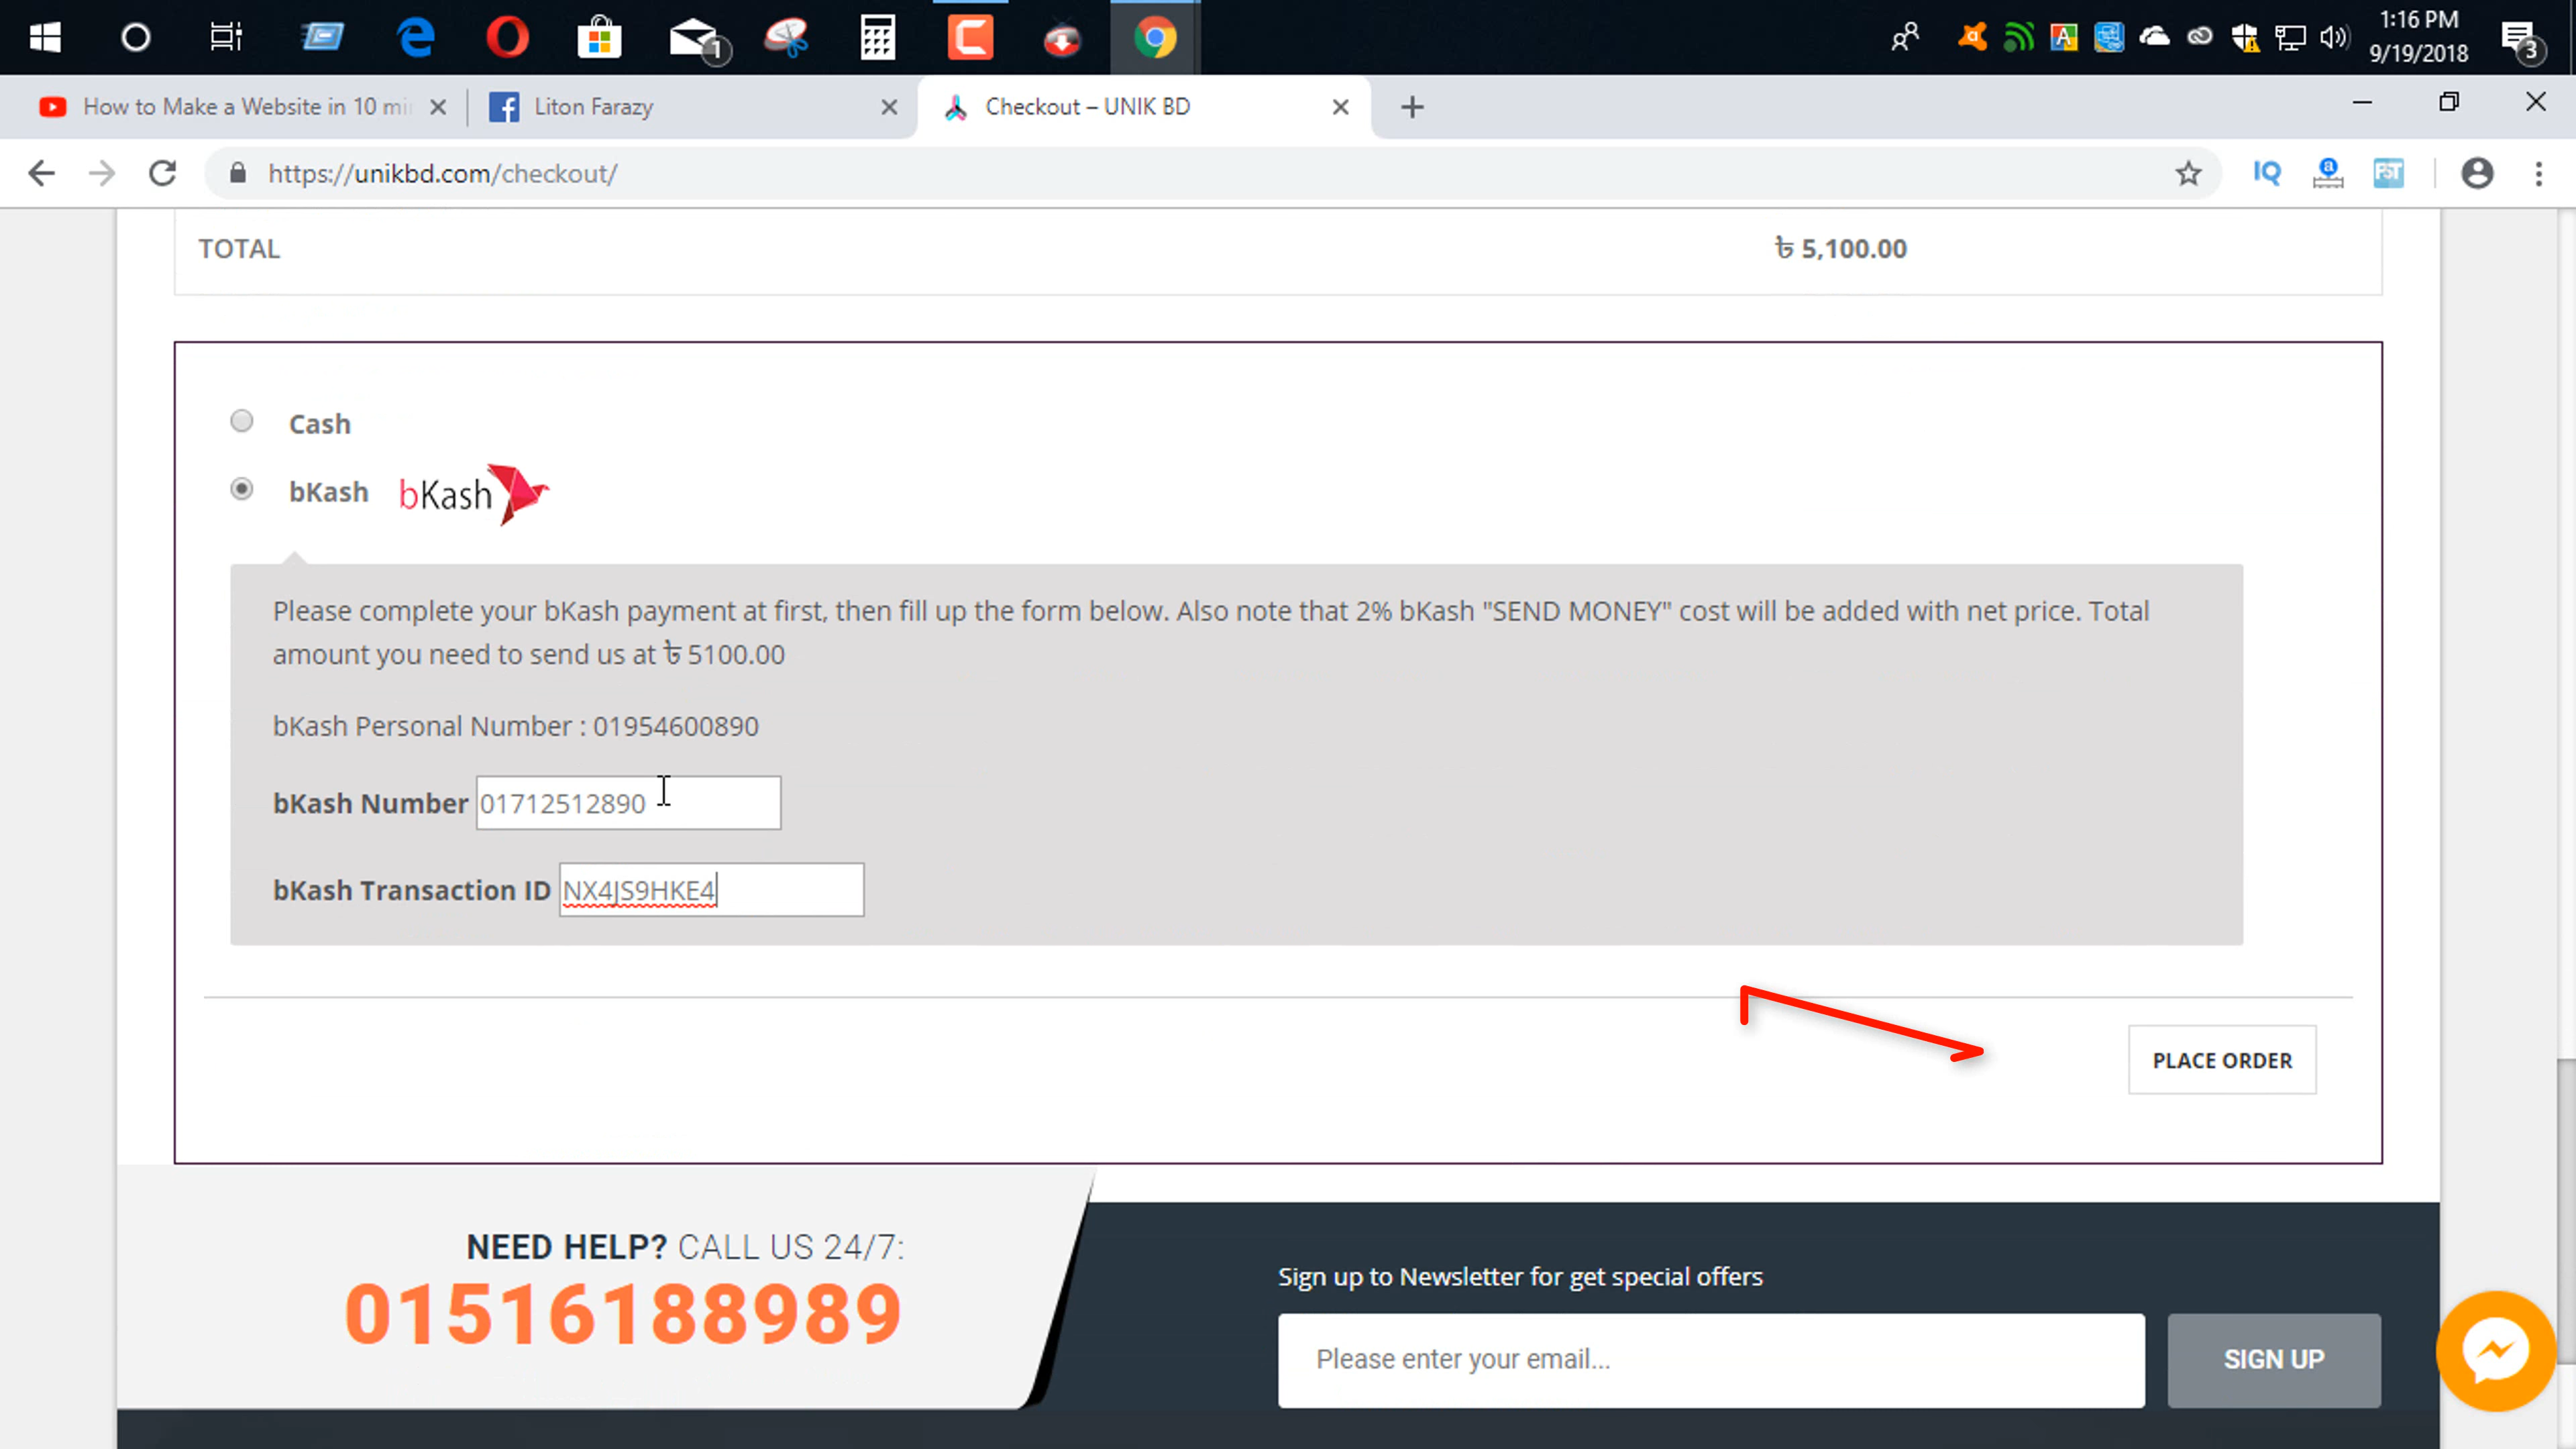 1:16 PM
1
9/19/2018
3
How to Make a Website in 10 mi
Liton Farazy
Checkout – UNIK BD
https://unikbd.com/checkout/
IQ
a
PST
TOTAL
৳ 5,100.00
Cash
bKash bKash
Please complete your bKash payment at first, then fill up the form below. Also note that 2% bKash "SEND MONEY" cost will be added with net price. Total
amount you need to send us at ৳ 5100.00
bKash Personal Number : 01954600890
bKash Number 01712512890
bKash Transaction ID NX4JS9HKE4
PLACE ORDER
NEED HELP? CALL US 24/7:
01516188989
Sign up to Newsletter for get special offers
Please enter your email...
SIGN UP